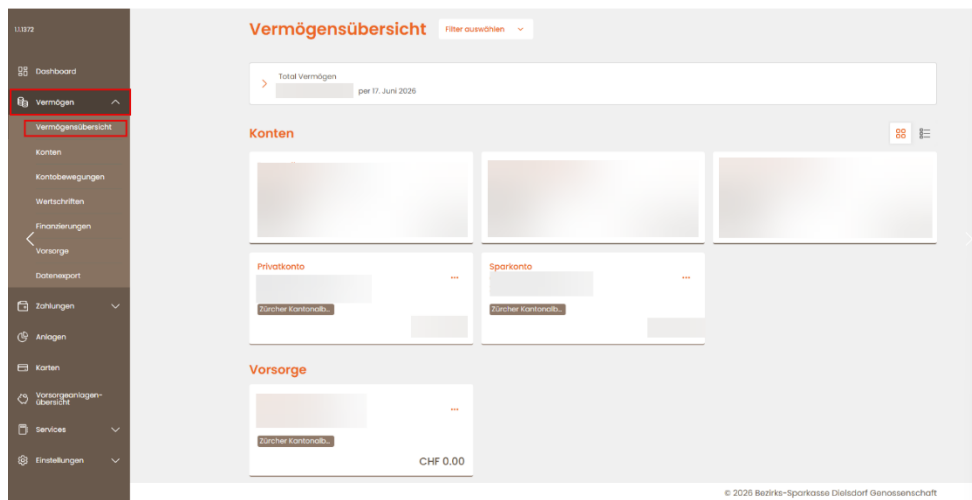 1.1.1372
Dashboard
Vermögen
Vermögensübersicht
Konten
Kontobewegungen
Wertschriften
Finanzierungen
Vorsorge
Datenexport
Zahlungen
Anlagen
Karten
Vorsorgeanlagen-
übersicht
Services
Einstellungen
Vermögensübersicht
Filter auswählen
Total Vermögen
per 17. Juni 2026
Konten
Privatkonto
Zürcher Kantonalb...
Sparkonto
Zürcher Kantonalb...
Vorsorge
Zürcher Kantonalb...
CHF 0.00
© 2026 Bezirks-Sparkasse Dielsdorf Genossenschaft